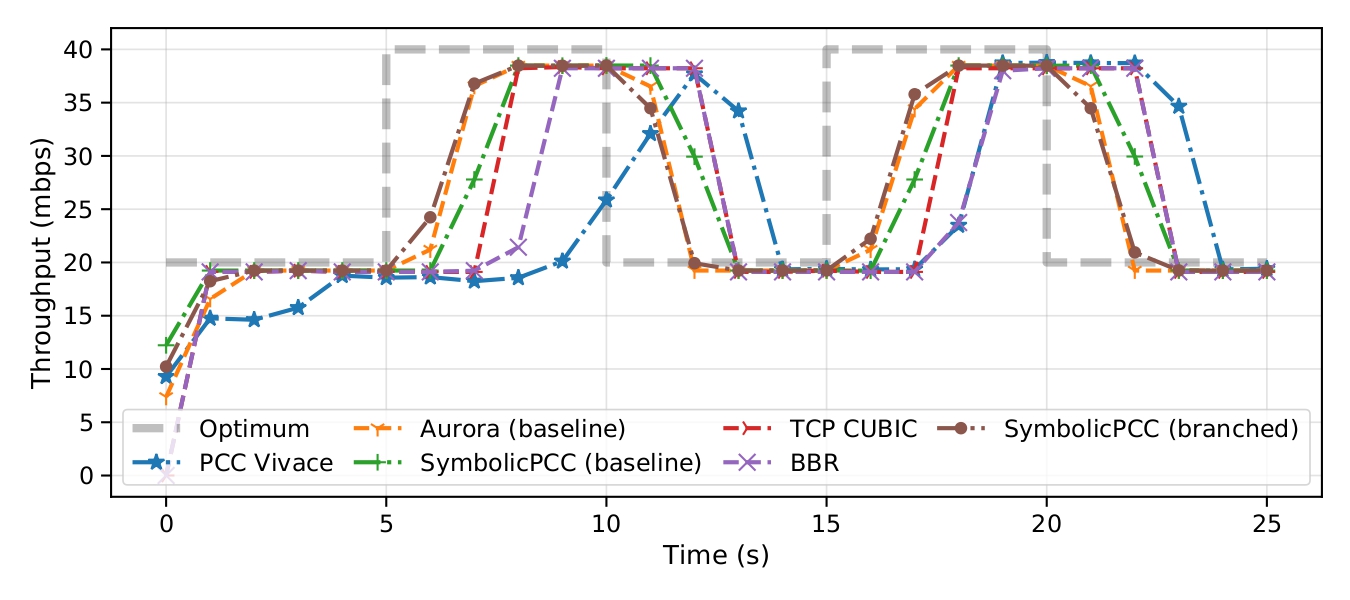 Throughput (mbps)
40
35
30
25
20
15
10
5
0
Optimum
Aurora (baseline)
TCP CUBIC
SymbolicPCC (branched)
PCC Vivace
SymbolicPCC (baseline)
BBR
0 5 10 15 20 25
Time (s)